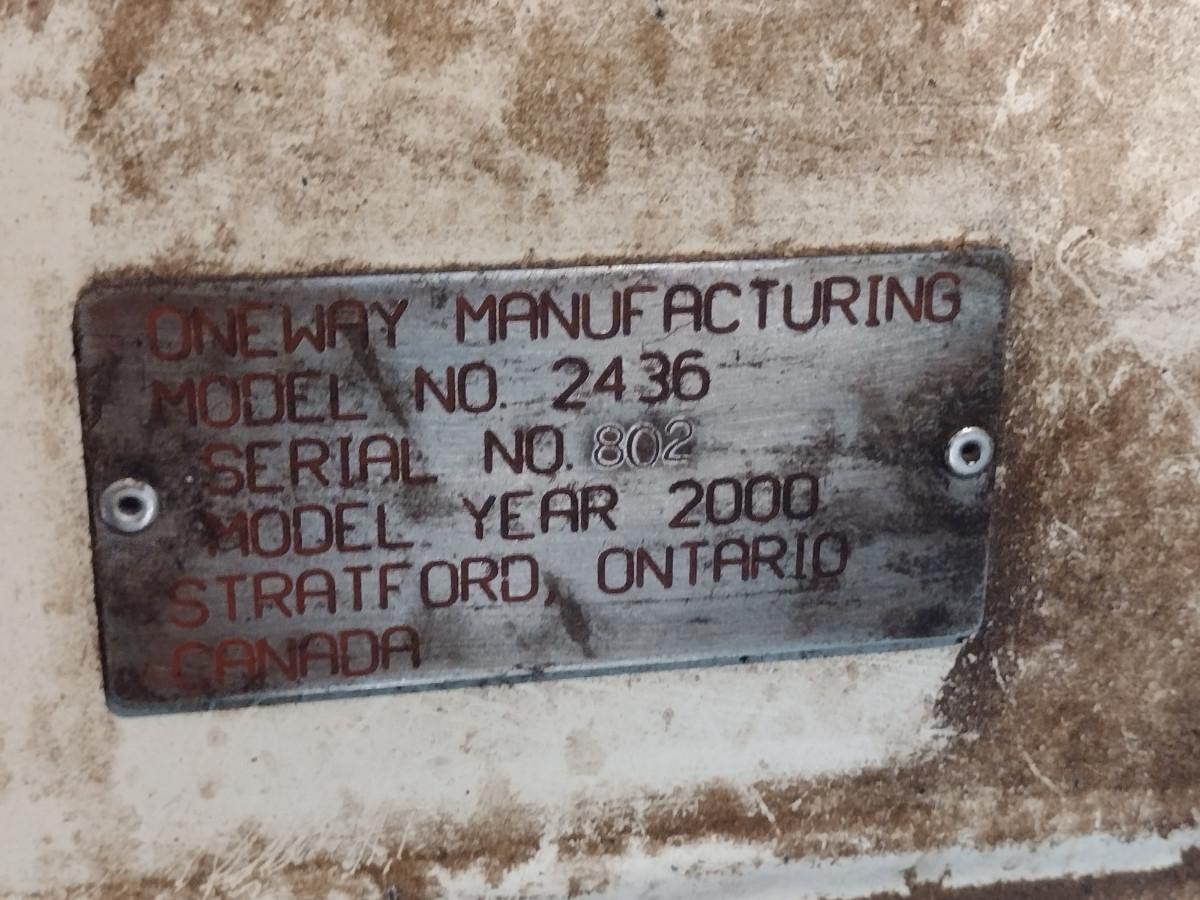 ONEWAY MANUFACTURING
MODEL NO. 2436
SERIAL NO. 802
MODEL YEAR 2000
STRATFORD, ONTARIO
CANADA